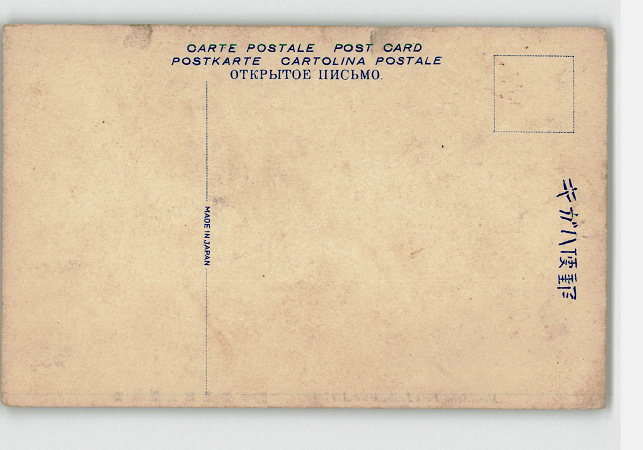 CARTE POSTALE POST CARD
POSTKARTE CARTOLINA POSTALE
ОТКРЫТОЕ ПИСЬМО.
MADE IN JAPAN
キガハ便郵